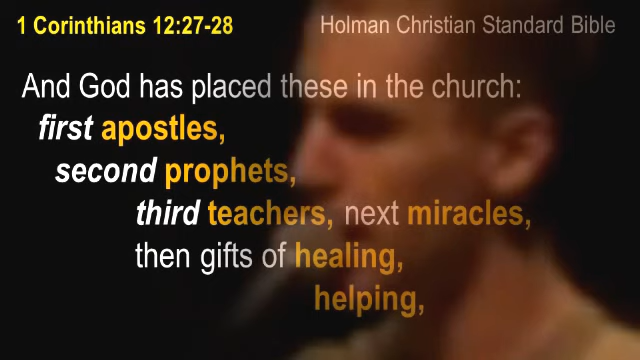 1 Corinthians 12:27-28 Holman Christian Standard Bible
And God has placed these in the church:
first apostles,
second prophets,
third teachers, next miracles,
then gifts of healing,
helping,